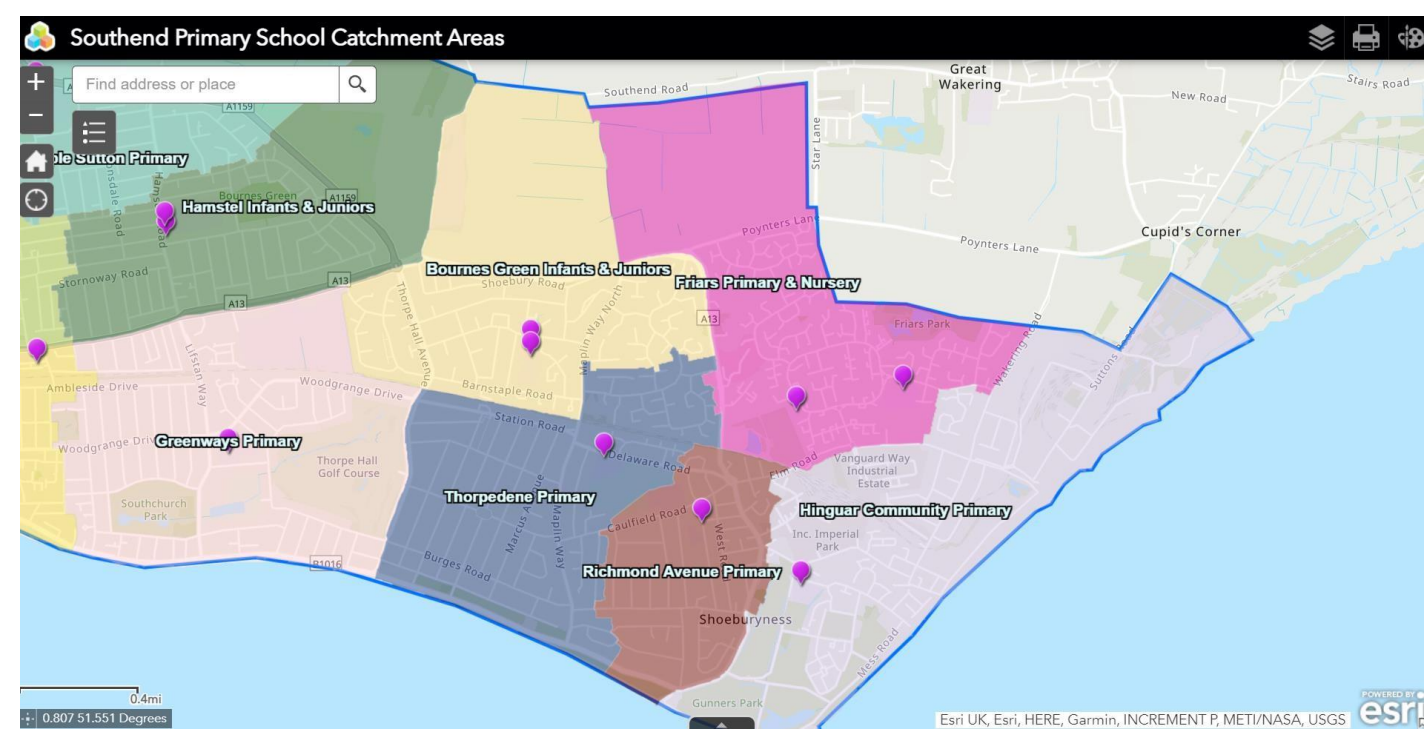 Southend Primary School Catchment Areas
+
Find address or place
−
A1159
Southend Road
Great
Wakering
New Road
Stairs Road
Star Lane
ple Sutton Primary
Bournes Green
A1159
Hamstel Infants & Juniors
Poynters Lane
Poynters Lane
Cupid's Corner
Stornoway Road
A13
A13
Bournes Green Infants & Juniors
Shoebury Road
Friars Primary & Nursery
Thorpe Hall Avenue
Maplin Way North
A13
Friars Park
Wakering Road
Suttons Road
Lifstan Way
Ambleside Drive
Woodgrange Drive
Barnstaple Road
Station Road
Greenways Primary
Thorpe Hall
Golf Course
Delaware Road
Elm Road
Vanguard Way
Industrial
Estate
Southchurch
Park
Thorpedene Primary
Marcus Avenue
Maplin Way
Caulfield Road
Hinguar Community Primary
Inc. Imperial
Park
B1016
Burges Road
Richmond Avenue Primary
Shoeburyness
Mess Road
Gunners Park
0.4mi
0.807 51.551 Degrees
Esri UK, Esri, HERE, Garmin, INCREMENT P, METI/NASA, USGS
POWERED BY
esri